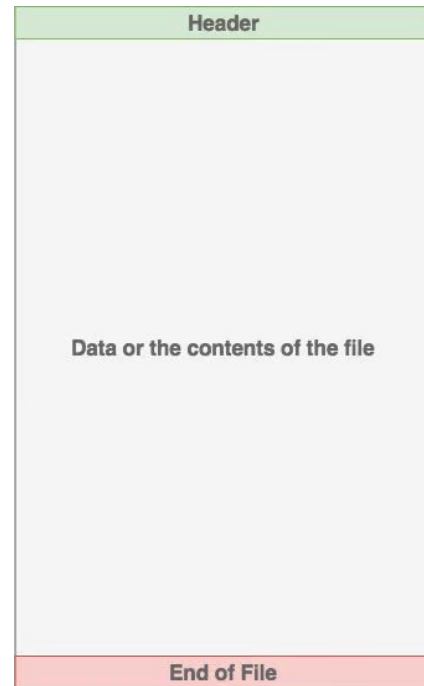 Header
Data or the contents of the file
End of File